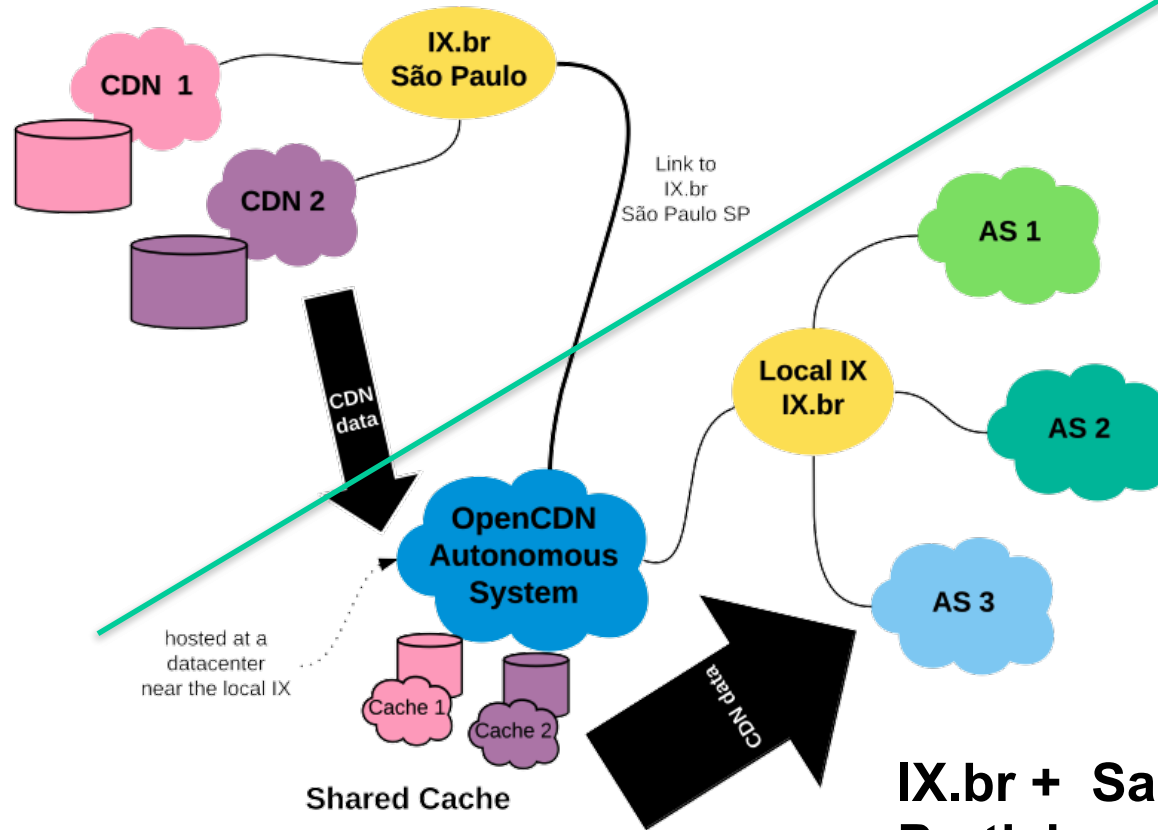 IX.br
São Paulo
CDN 1
CDN 2
Link to
IX.br
São Paulo SP
AS 1
CDN
data
Local IX
IX.br
AS 2
OpenCDN
Autonomous
System
AS 3
hosted at a
datacenter
near the local IX
Cache 1
Cache 2
CDN data
Shared Cache
IX.br + Sa